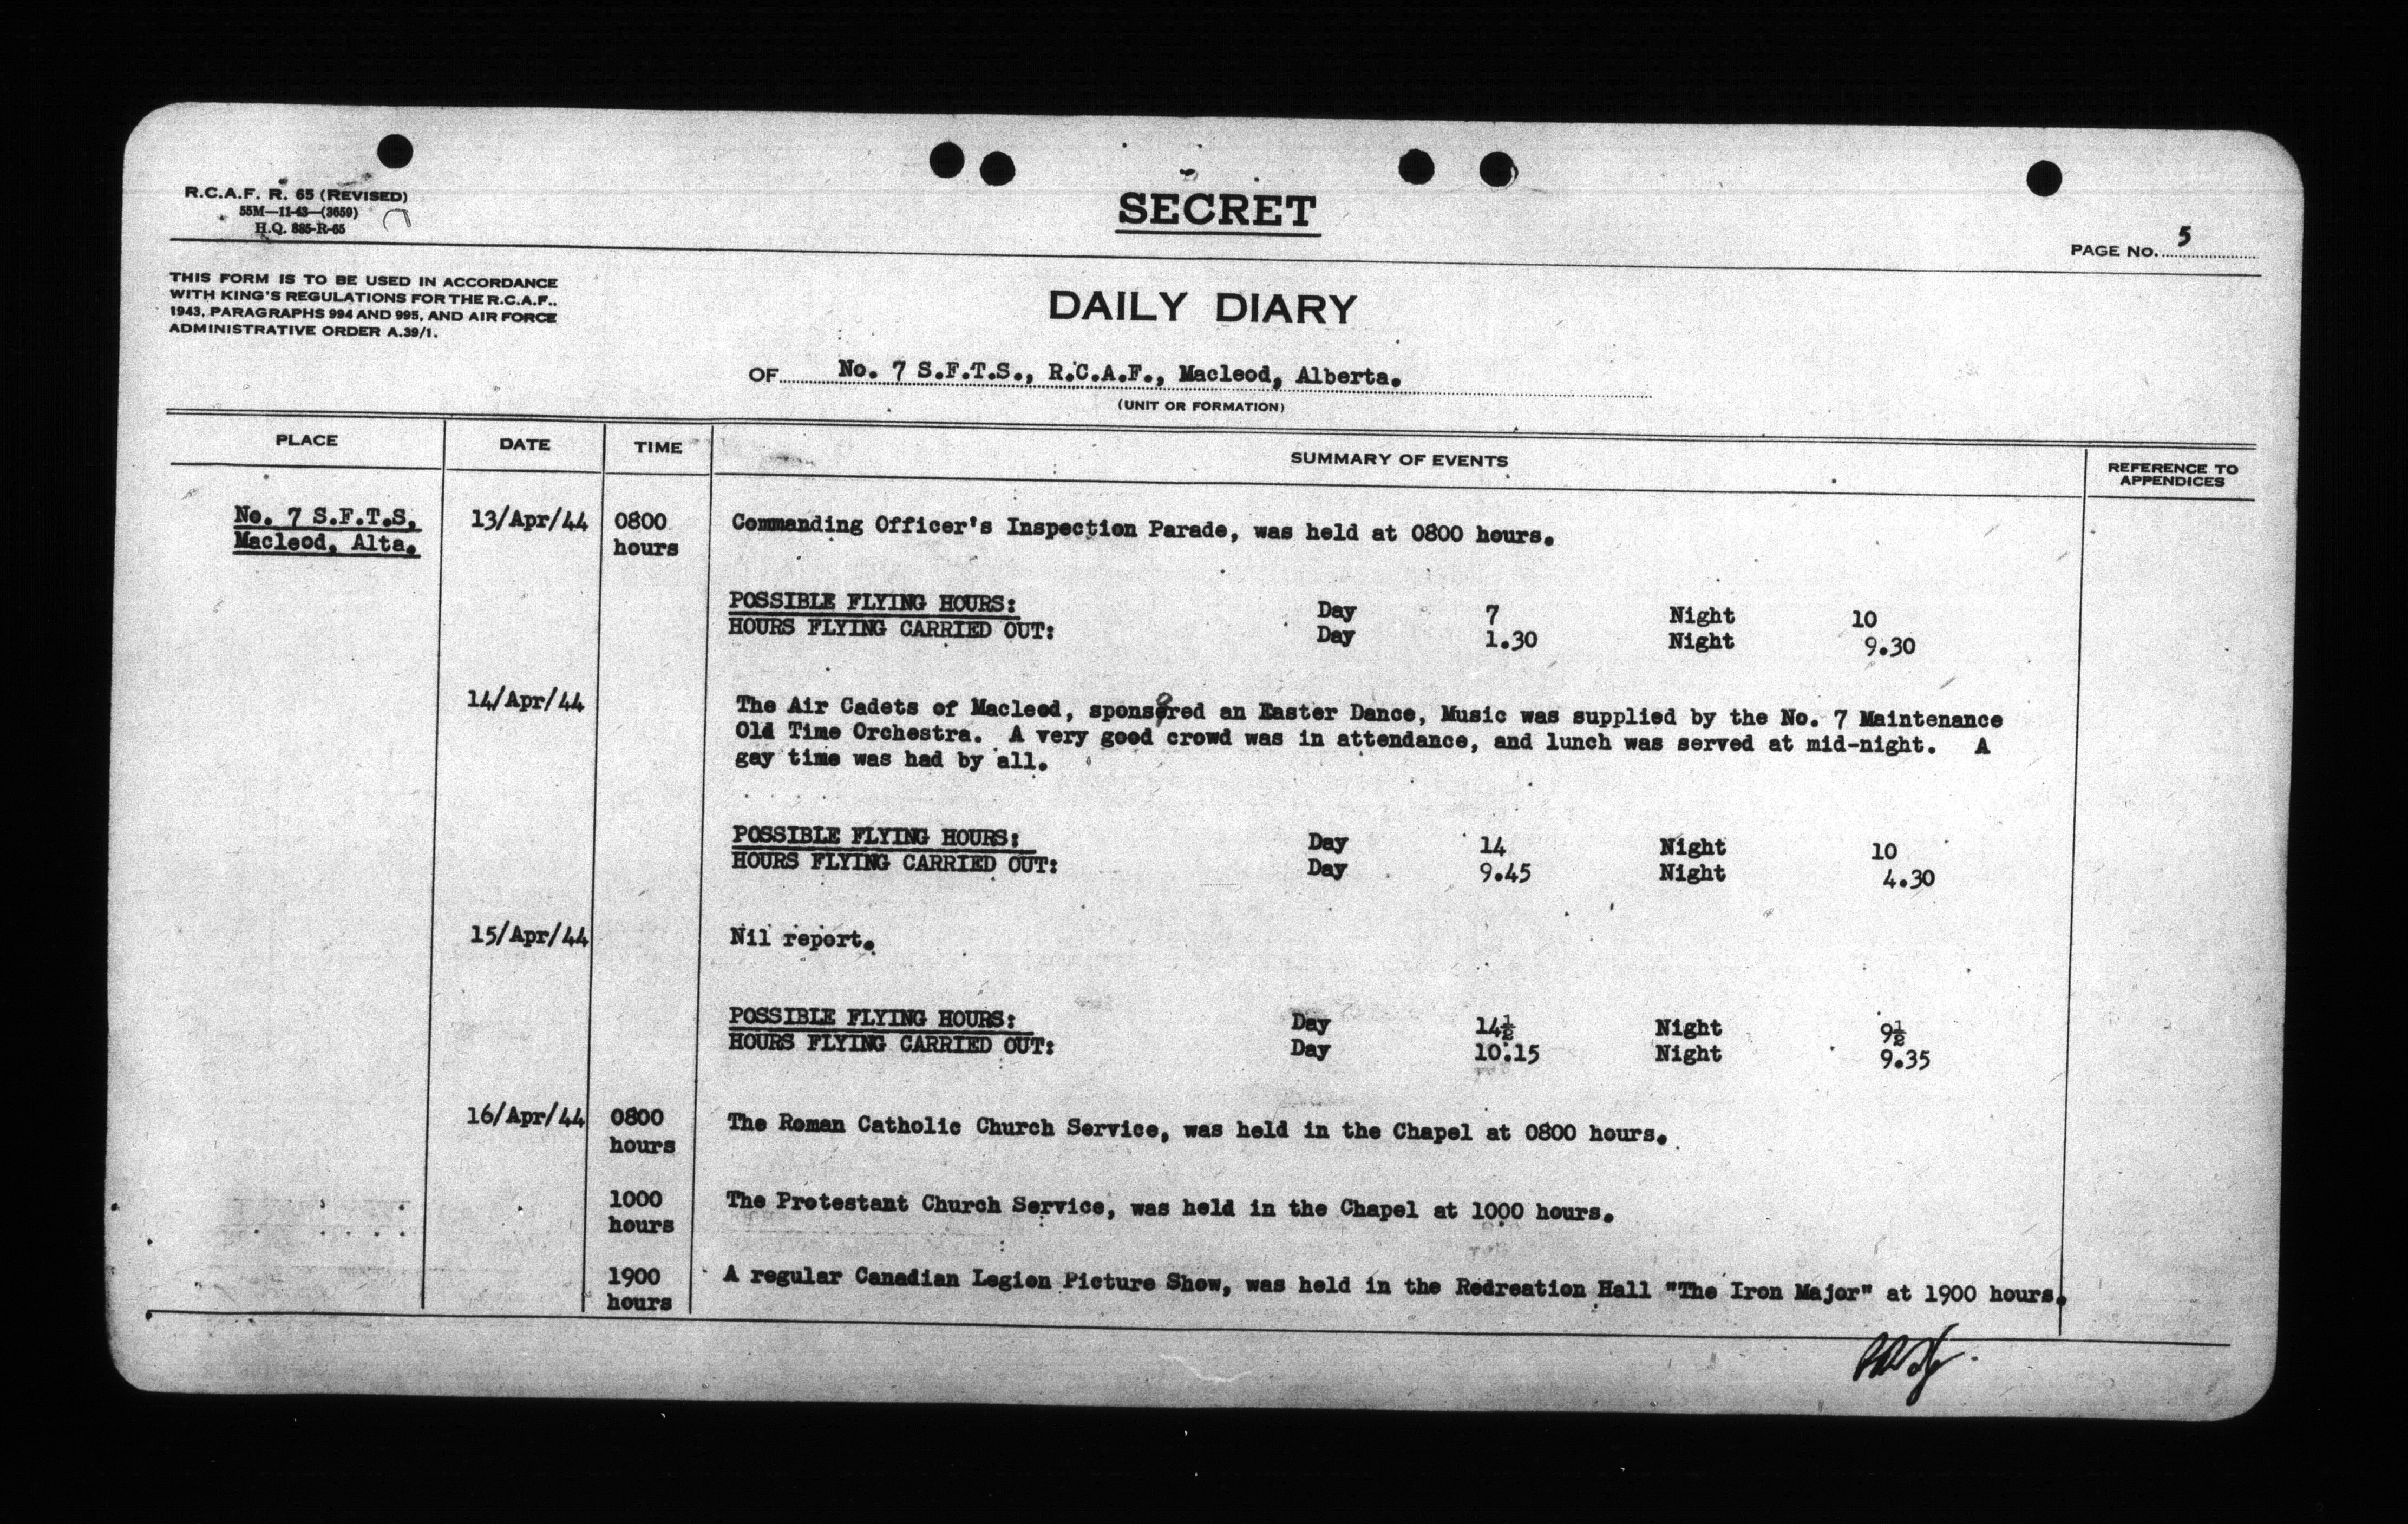 R.C.A.F. R. 65 (REVISED)
55M—11-43—(3659)
H.Q. 885-R-65
SECRET
PAGE No. 5
THIS FORM IS TO BE USED IN ACCORDANCE
WITH KING'S REGULATIONS FOR THE R.C.A.F.,
1943, PARAGRAPHS 994 AND 995, AND AIR FORCE
ADMINISTRATIVE ORDER A.39/1.
DAILY DIARY
OF No. 7 S.F.T.S., R.C.A.F., Macleod, Alberta.
(UNIT OR FORMATION)
PLACE DATE TIME SUMMARY OF EVENTS REFERENCE TO
APPENDICES
No. 7 S.F.T.S. 13/Apr/44 0800 Commanding Officer's Inspection Parade, was held at 0800 hours.
Macleod, Alta. hours
POSSIBLE FLYING HOURS: Day 7 Night 10
HOURS FLYING CARRIED OUT: Day 1.30 Night 9.30
14/Apr/44 The Air Cadets of Macleod, sponsored an Easter Dance, Music was supplied by the No. 7 Maintenance
Old Time Orchestra. A very good crowd was in attendance, and lunch was served at mid-night. A
gay time was had by all.
POSSIBLE FLYING HOURS: Day 14 Night 10
HOURS FLYING CARRIED OUT: Day 9.45 Night 4.30
15/Apr/44 Nil report.
POSSIBLE FLYING HOURS: Day 14½ Night 9½
HOURS FLYING CARRIED OUT: Day 10.15 Night 9.35
16/Apr/44 0800 The Roman Catholic Church Service, was held in the Chapel at 0800 hours.
hours
1000 The Protestant Church Service, was held in the Chapel at 1000 hours.
hours
1900 A regular Canadian Legion Picture Show, was held in the Redreation Hall "The Iron Major" at 1900 hours.
hours